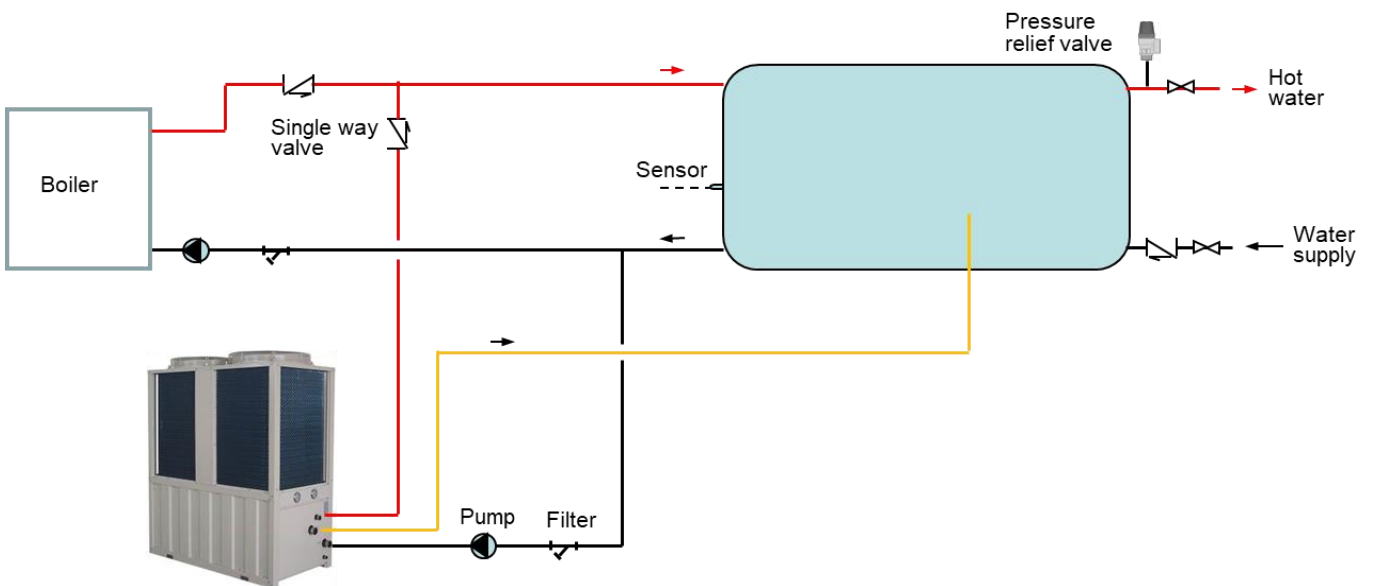 Pressure
relief valve
Hot
water
Single way
valve
Boiler
Sensor
Water
supply
Pump
Filter